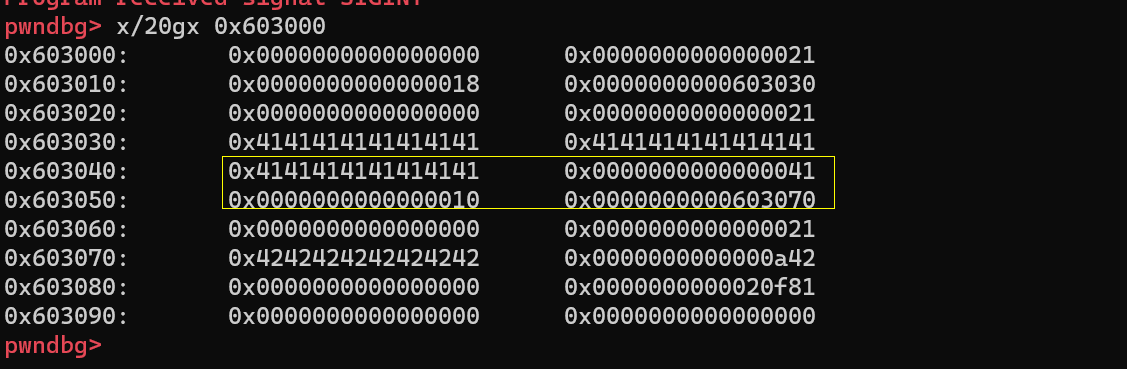 Program received signal SIGINT
pwndbg> x/20gx 0x603000
0x603000: 0x0000000000000000 0x0000000000000021
0x603010: 0x0000000000000018 0x0000000000603030
0x603020: 0x0000000000000000 0x0000000000000021
0x603030: 0x4141414141414141 0x4141414141414141
0x603040: 0x4141414141414141 0x0000000000000041
0x603050: 0x0000000000000010 0x0000000000603070
0x603060: 0x0000000000000000 0x0000000000000021
0x603070: 0x4242424242424242 0x0000000000000a42
0x603080: 0x0000000000000000 0x0000000000020f81
0x603090: 0x0000000000000000 0x0000000000000000
pwndbg>